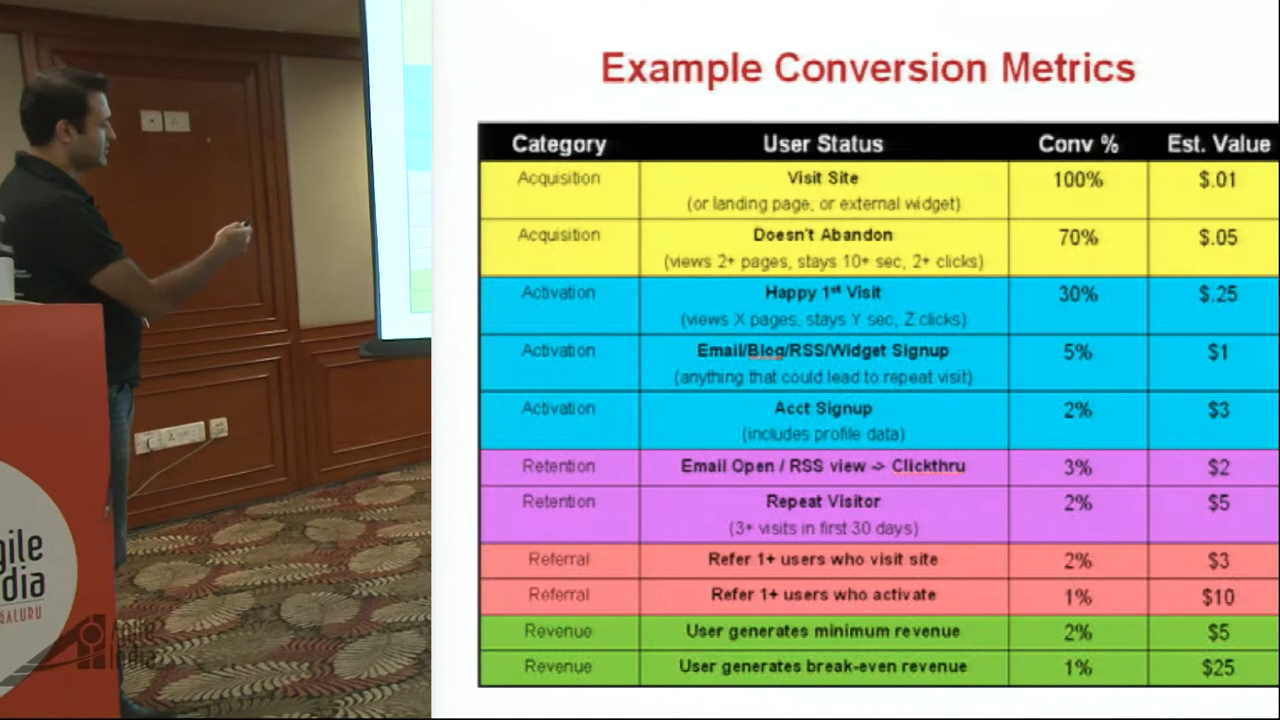 Example Conversion Metrics
Category User Status Conv % Est. Value
Acquisition Visit Site 100% $.01
(or landing page, or external widget)
Acquisition Doesn't Abandon 70% $.05
(views 2+ pages, stays 10+ sec, 2+ clicks)
Activation Happy 1st Visit 30% $.25
(views X pages, stays Y sec, Z clicks)
Activation Email/Blog/RSS/Widget Signup 5% $1
(anything that could lead to repeat visit)
Activation Acct Signup 2% $3
(includes profile data)
Retention Email Open / RSS view -> Clickthru 3% $2
Retention Repeat Visitor 2% $5
(3+ visits in first 30 days)
Referral Refer 1+ users who visit site 2% $3
Referral Refer 1+ users who activate 1% $10
Revenue User generates minimum revenue 2% $5
Revenue User generates break-even revenue 1% $25
gile
ndia
GALURU
Agile
India